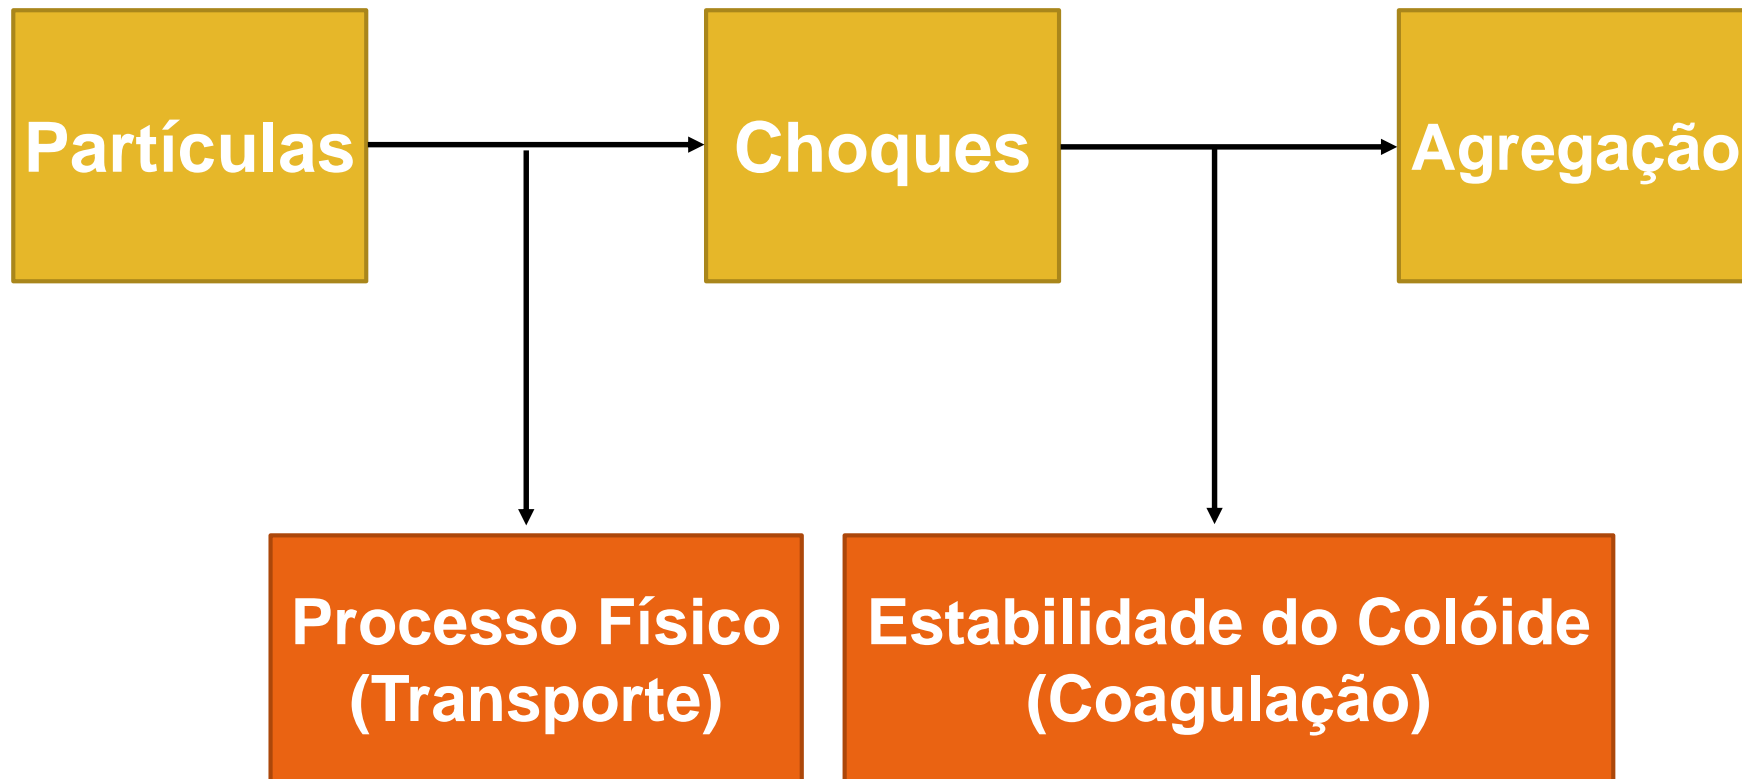 Partículas
Choques
Agregação
Processo Físico
(Transporte)
Estabilidade do Colóide
(Coagulação)